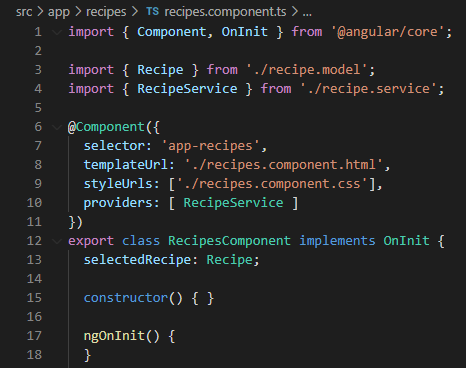 src > app > recipes > TS recipes.component.ts > ...
1 import { Component, OnInit } from '@angular/core';
2
3 import { Recipe } from './recipe.model';
4 import { RecipeService } from './recipe.service';
5
6 @Component({
7   selector: 'app-recipes',
8   templateUrl: './recipes.component.html',
9   styleUrls: ['./recipes.component.css'],
10   providers: [ RecipeService ]
11 })
12 export class RecipesComponent implements OnInit {
13   selectedRecipe: Recipe;
14
15   constructor() { }
16
17   ngOnInit() {
18   }